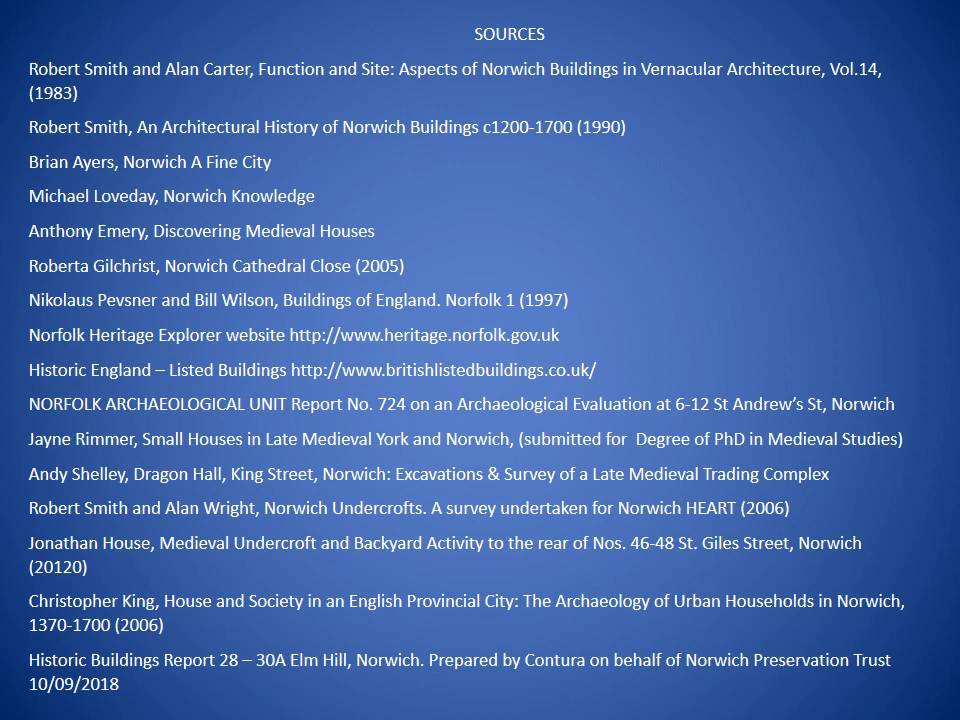 SOURCES
Robert Smith and Alan Carter, Function and Site: Aspects of Norwich Buildings in Vernacular Architecture, Vol.14,
(1983)
Robert Smith, An Architectural History of Norwich Buildings c1200-1700 (1990)
Brian Ayers, Norwich A Fine City
Michael Loveday, Norwich Knowledge
Anthony Emery, Discovering Medieval Houses
Roberta Gilchrist, Norwich Cathedral Close (2005)
Nikolaus Pevsner and Bill Wilson, Buildings of England. Norfolk 1 (1997)
Norfolk Heritage Explorer website http://www.heritage.norfolk.gov.uk
Historic England – Listed Buildings http://www.britishlistedbuildings.co.uk/
NORFOLK ARCHAEOLOGICAL UNIT Report No. 724 on an Archaeological Evaluation at 6-12 St Andrew’s St, Norwich
Jayne Rimmer, Small Houses in Late Medieval York and Norwich, (submitted for  Degree of PhD in Medieval Studies)
Andy Shelley, Dragon Hall, King Street, Norwich: Excavations & Survey of a Late Medieval Trading Complex
Robert Smith and Alan Wright, Norwich Undercrofts. A survey undertaken for Norwich HEART (2006)
Jonathan House, Medieval Undercroft and Backyard Activity to the rear of Nos. 46-48 St. Giles Street, Norwich
(20120)
Christopher King, House and Society in an English Provincial City: The Archaeology of Urban Households in Norwich,
1370-1700 (2006)
Historic Buildings Report 28 – 30A Elm Hill, Norwich. Prepared by Contura on behalf of Norwich Preservation Trust
10/09/2018